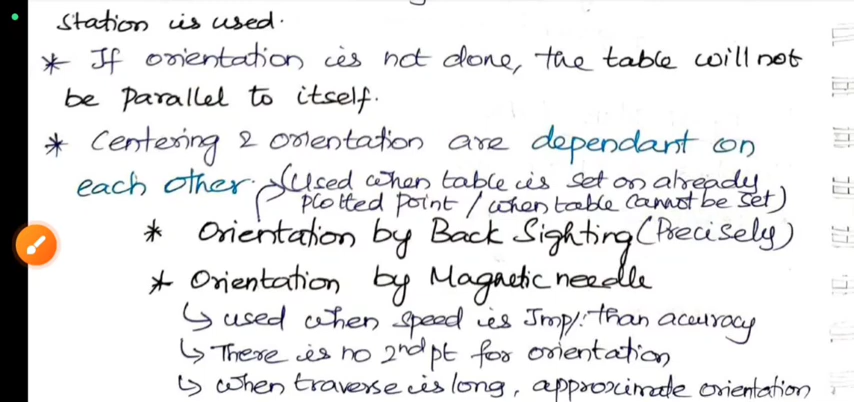 station is used.
* If orientation is not done, the table will not
be parallel to itself.
* Centering & orientation are dependant on
each other. (Used when table is set on already
plotted point / when table cannot be set)
* Orientation by Back Sighting (Precisely)
* Orientation by Magnetic needle
↳ used when speed is Imp. than accuracy
↳ There is no 2nd pt for orientation
↳ when traverse is long, approximate orientation